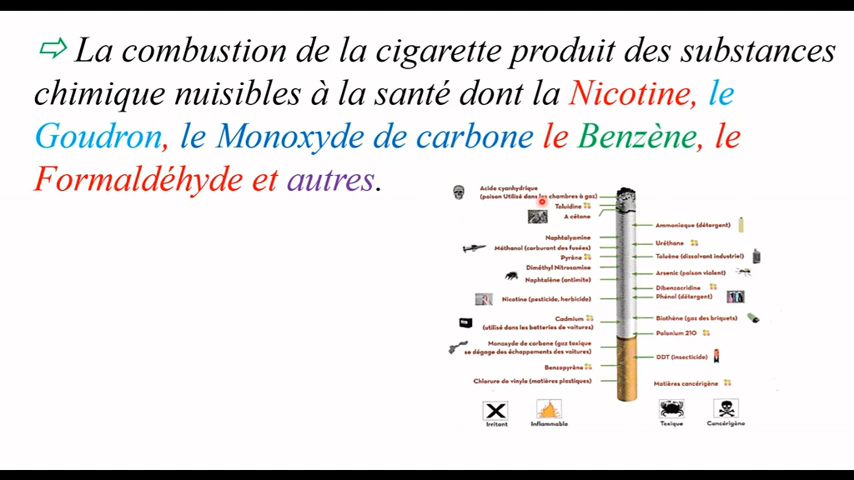 ⇨ La combustion de la cigarette produit des substances
chimique nuisibles à la santé dont la Nicotine, le
Goudron, le Monoxyde de carbone le Benzène, le
Formaldéhyde et autres.
Acide cyanhydrique
(poison Utilisé dans les chambres à gaz)
Toluidine
A cétone
Naphtalyamine
Méthanol (carburant des fusées)
Pyrène
Diméthyl Nitrosamine
Naphtalène (antimite)
Nicotine (pesticide, herbicide)
Cadmium
(utilisé dans les batteries de voitures)
Monoxyde de carbone (gaz toxique
se dégage des échappements des voitures)
Benzopyrène
Chlorure de vinyle (matières plastiques)
Ammoniaque (détergent)
Uréthane
Toluène (dissolvant industriel)
Arsenic (poison violent)
Dibenzacridine
Phénol (détergent)
Biothène (gaz des briquets)
Polonium 210
DDT (insecticide)
Matières cancérigène
Irritant
Inflammable
Toxique
Cancérigène